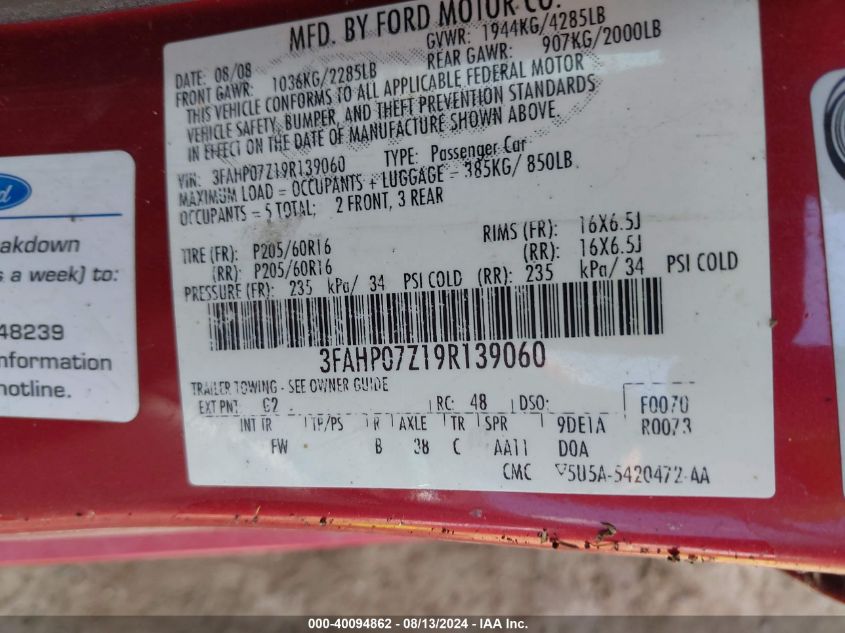 MFD. BY FORD MOTOR CO.
DATE: 08/08 GVWR: 1944KG/4285LB
FRONT GAWR: 1036KG/2285LB REAR GAWR: 907KG/2000LB
THIS VEHICLE CONFORMS TO ALL APPLICABLE FEDERAL MOTOR
VEHICLE SAFETY, BUMPER, AND THEFT PREVENTION STANDARDS
IN EFFECT ON THE DATE OF MANUFACTURE SHOWN ABOVE.
VIN: 3FAHP07Z19R139060 TYPE: Passenger Car
MAXIMUM LOAD = OCCUPANTS + LUGGAGE = 385KG/ 850LB
OCCUPANTS = 5 TOTAL; 2 FRONT, 3 REAR
TIRE (FR): P205/60R16 RIMS (FR): 16X6.5J
(RR): P205/60R16 (RR): 16X6.5J
PRESSURE (FR): 235 kPa/ 34 PSI COLD (RR): 235 kPa/ 34 PSI COLD
3FAHP07Z19R139060
TRAILER TOWING - SEE OWNER GUIDE
EXT PNT: G2 RC: 48 DSO: F0070
INT TR TP/PS R AXLE TR SPR 9DE1A R0073
FW B 38 C AA11 DOA
CMC 5U5A-5420472-AA
Ford
eakdown
s a week) to:
48239
formation
hotline.
000-40094862 - 08/13/2024 - IAA Inc.